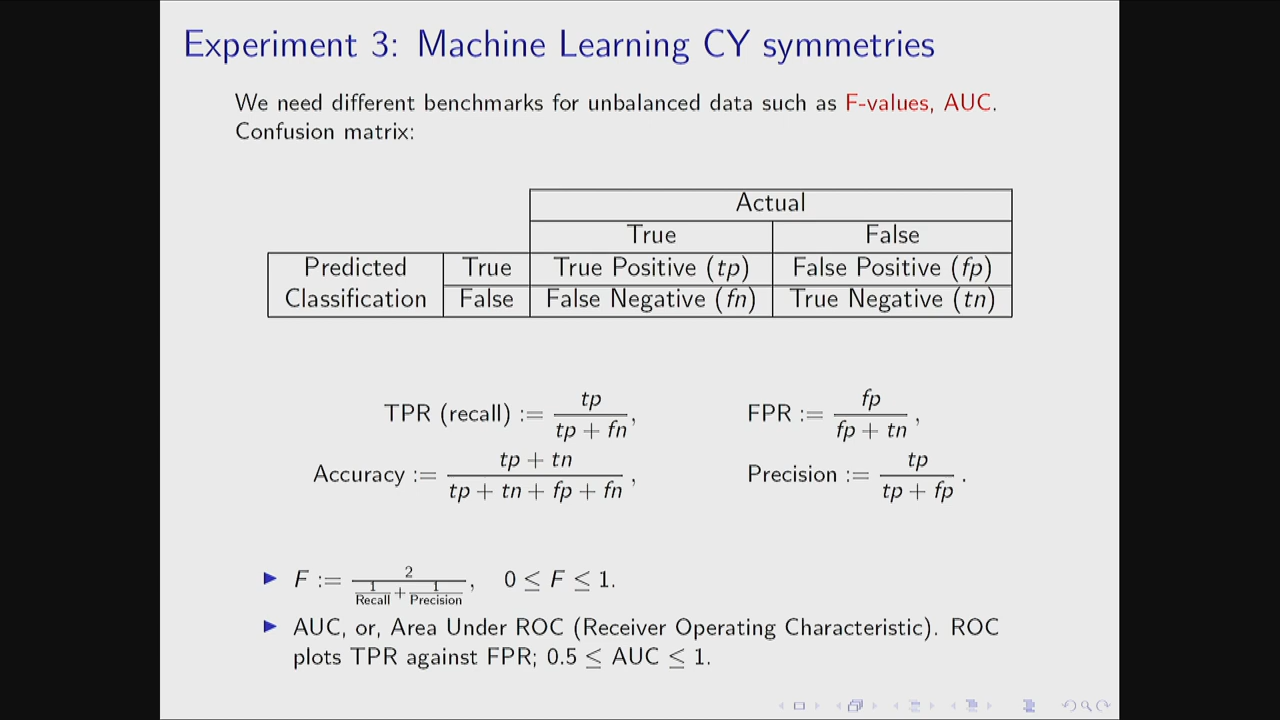 Experiment 3: Machine Learning CY symmetries
We need different benchmarks for unbalanced data such as F-values, AUC.
Confusion matrix:
Actual
True False
Predicted True True Positive (tp) False Positive (fp)
Classification False False Negative (fn) True Negative (tn)
TPR (recall) := tp / (tp + fn), FPR := fp / (fp + tn),
Accuracy := (tp + tn) / (tp + tn + fp + fn), Precision := tp / (tp + fp).
▶ F := 2 / (1/Recall + 1/Precision), 0 ≤ F ≤ 1.
▶ AUC, or, Area Under ROC (Receiver Operating Characteristic). ROC
plots TPR against FPR; 0.5 ≤ AUC ≤ 1.